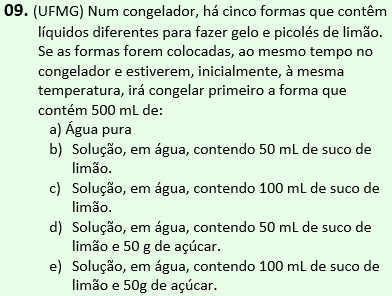 09. (UFMG) Num congelador, há cinco formas que contêm
líquidos diferentes para fazer gelo e picolés de limão.
Se as formas forem colocadas, ao mesmo tempo no
congelador e estiverem, inicialmente, à mesma
temperatura, irá congelar primeiro a forma que
contém 500 mL de:
a) Água pura
b) Solução, em água, contendo 50 mL de suco de
limão.
c) Solução, em água, contendo 100 mL de suco de
limão.
d) Solução, em água, contendo 50 mL de suco de
limão e 50 g de açúcar.
e) Solução, em água, contendo 100 mL de suco de
limão e 50g de açúcar.